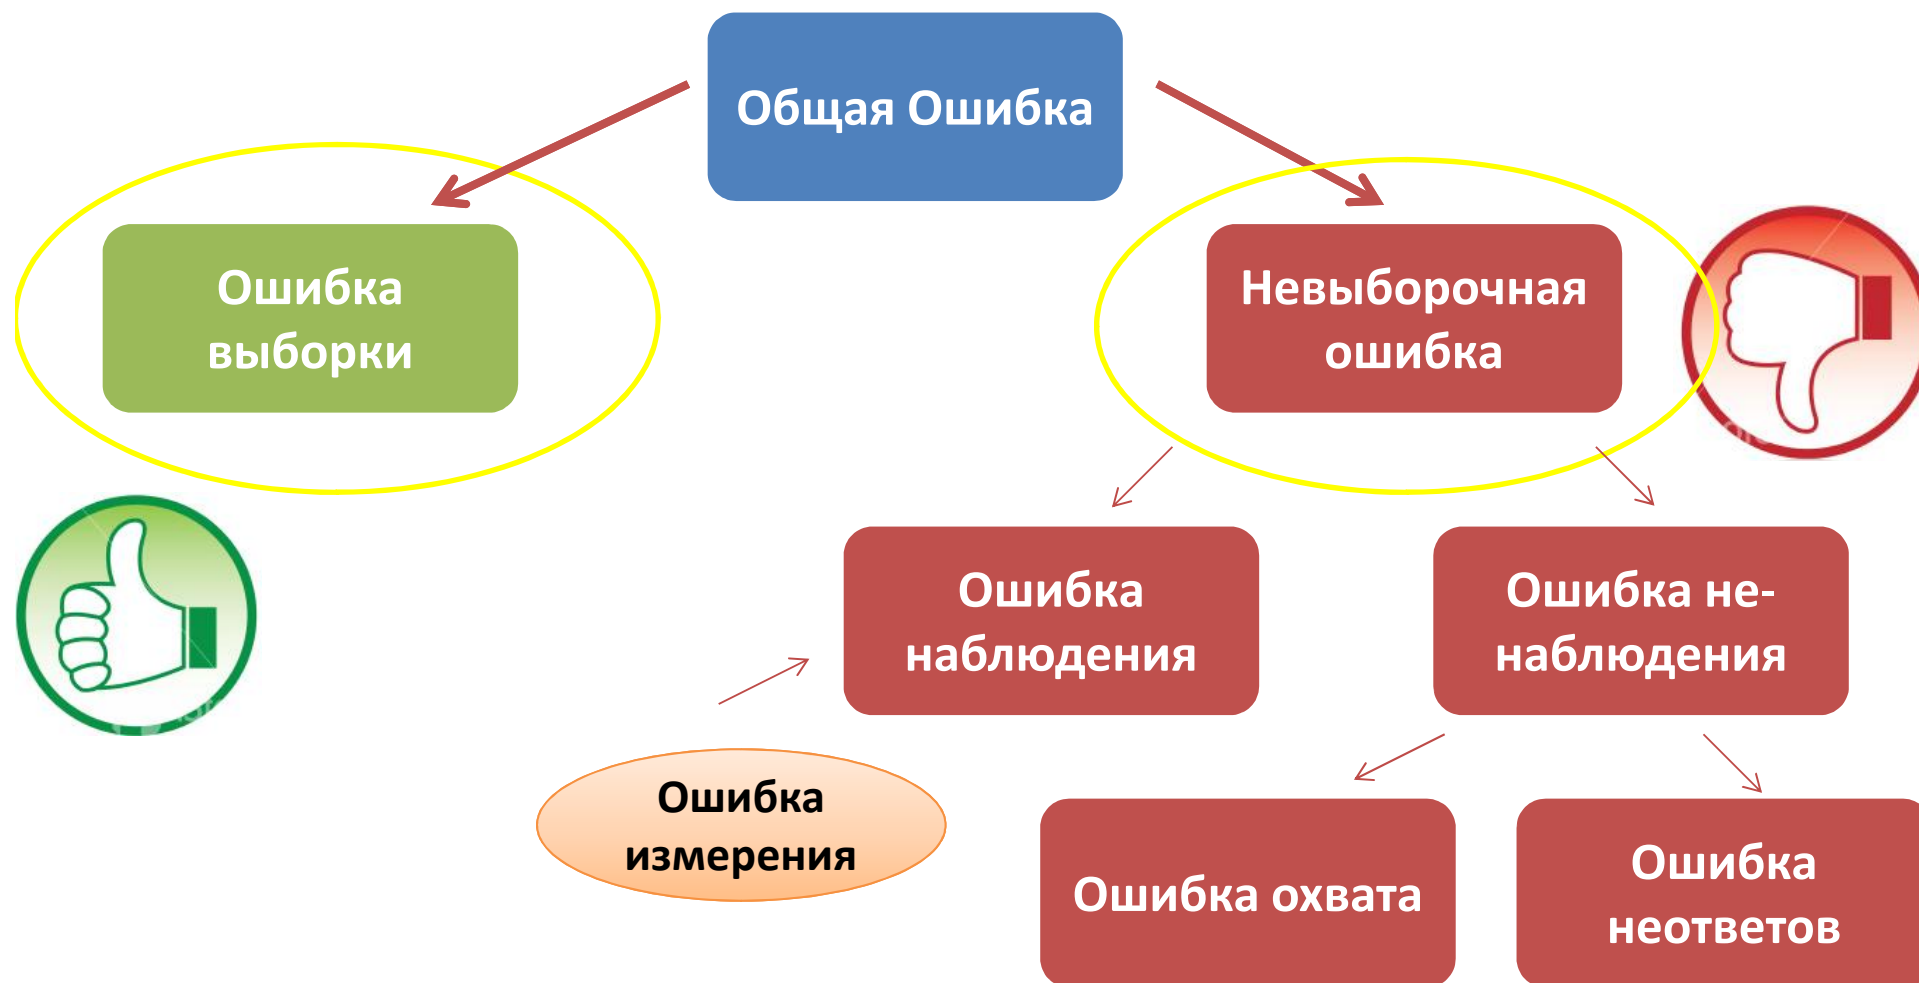 Общая Ошибка
Ошибка
выборки
Невыборочная
ошибка
Ошибка
наблюдения
Ошибка не-
наблюдения
Ошибка
измерения
Ошибка охвата
Ошибка
неответов